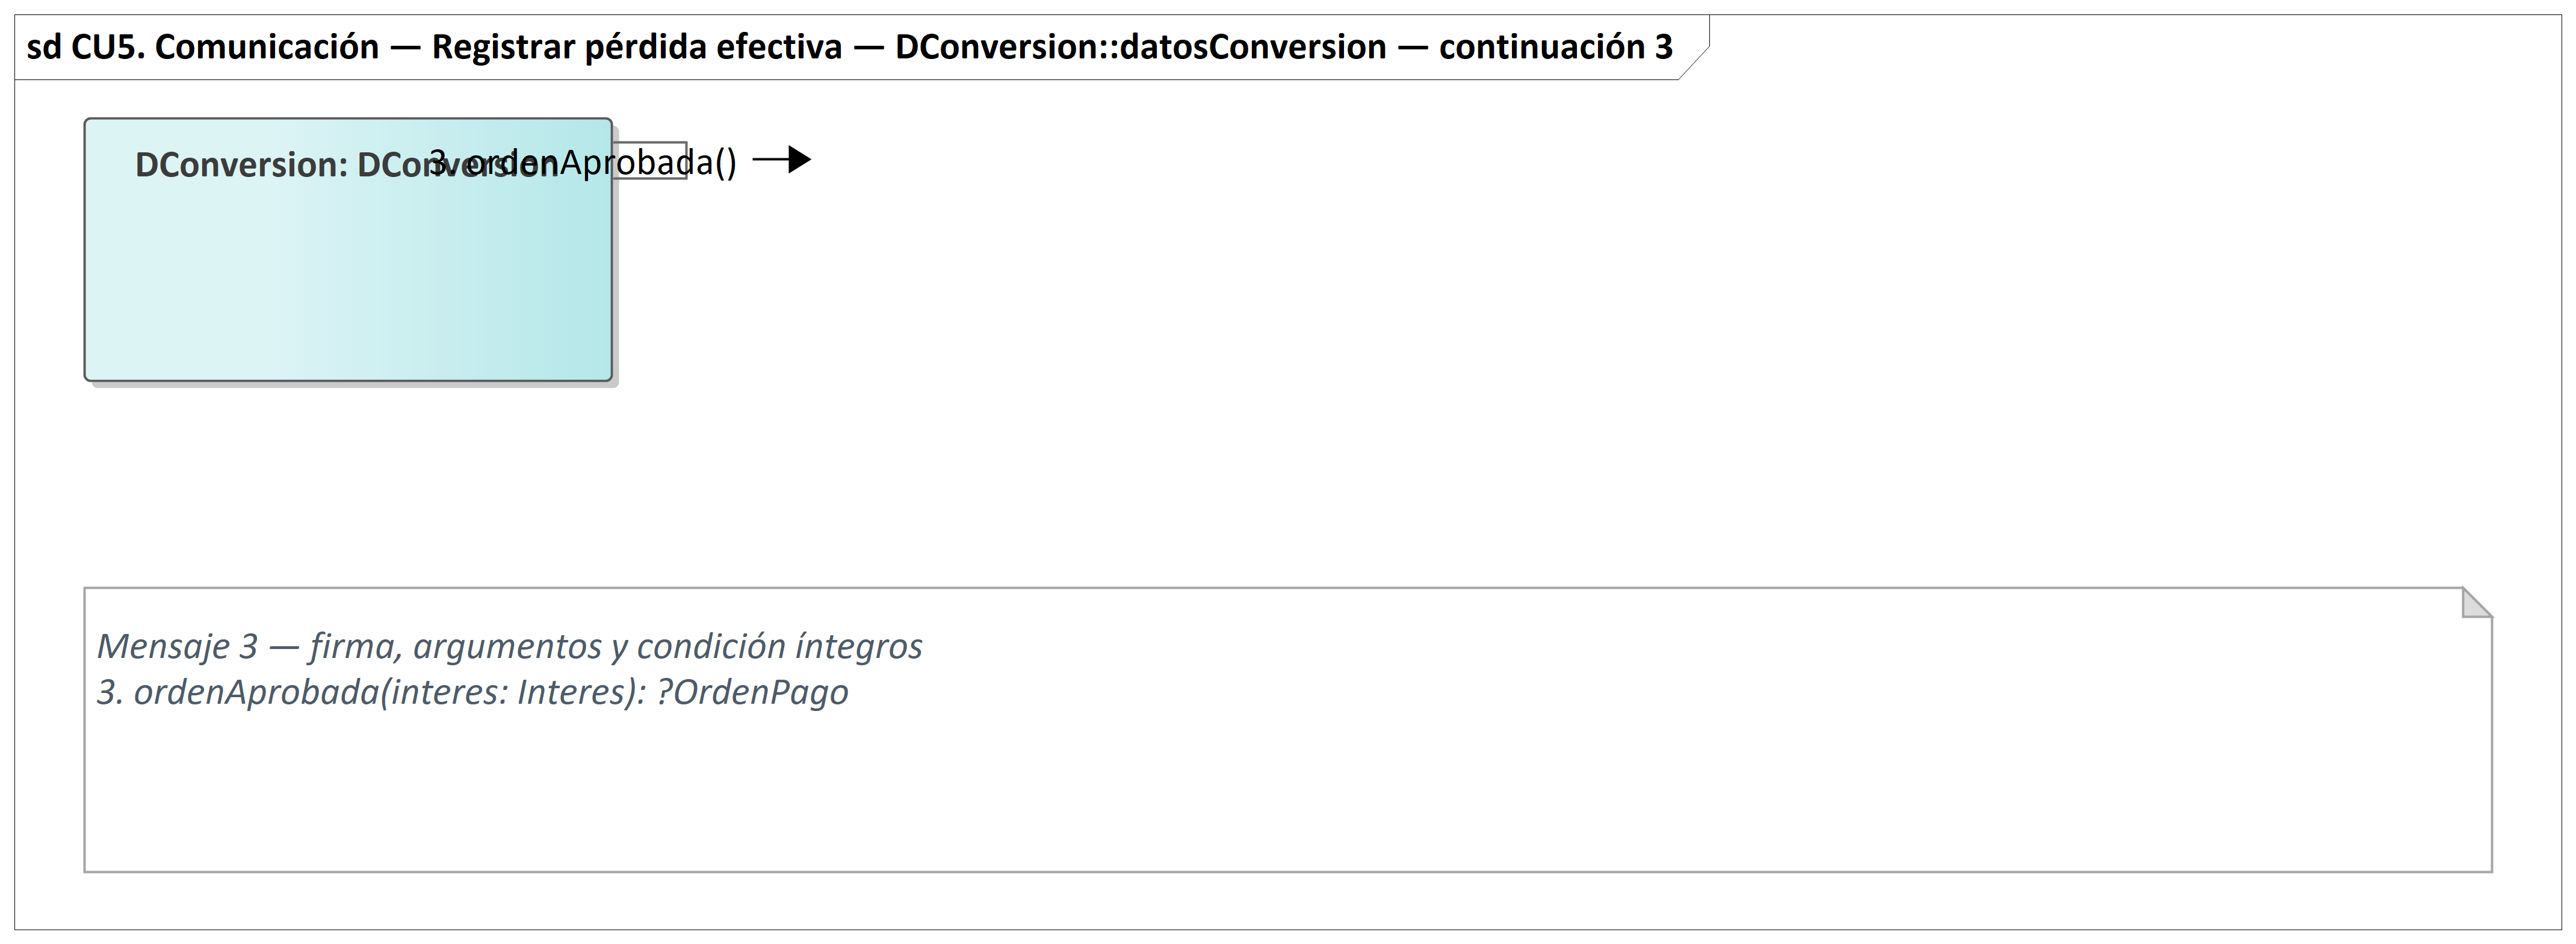 sd CU5. Comunicación — Registrar pérdida efectiva — DConversion::datosConversion — continuación 3
DConversion: DConversion
3. ordenAprobada()
Mensaje 3 — firma, argumentos y condición íntegros
3. ordenAprobada(interes: Interes): ?OrdenPago